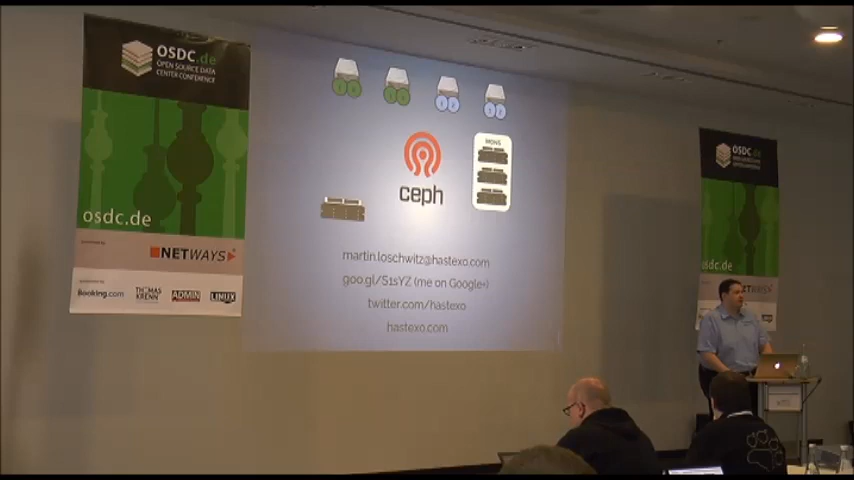 OSDC.de
OPEN SOURCE DATA
CENTER CONFERENCE
osdc.de
NETWAYS
Booking.com
THOMAS
KRENN
ADMIN
LINUX
MONS
ceph
martin.loschwitz@hastexo.com
goo.gl/S1sYZ (me on Google+)
twitter.com/hastexo
hastexo.com
OSDC.de
osdc.de
NETWAYS